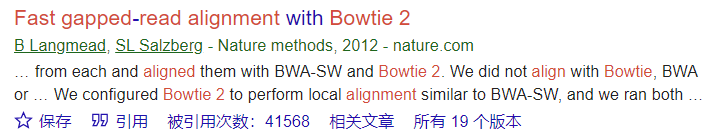 Fast gapped-read alignment with Bowtie 2
B Langmead, SL Salzberg - Nature methods, 2012 - nature.com
... from each and aligned them with BWA-SW and Bowtie 2. We did not align with Bowtie, BWA
or ... We configured Bowtie 2 to perform local alignment similar to BWA-SW, and we ran both ...
保存 引用 被引用次数：41568 相关文章 所有 19 个版本